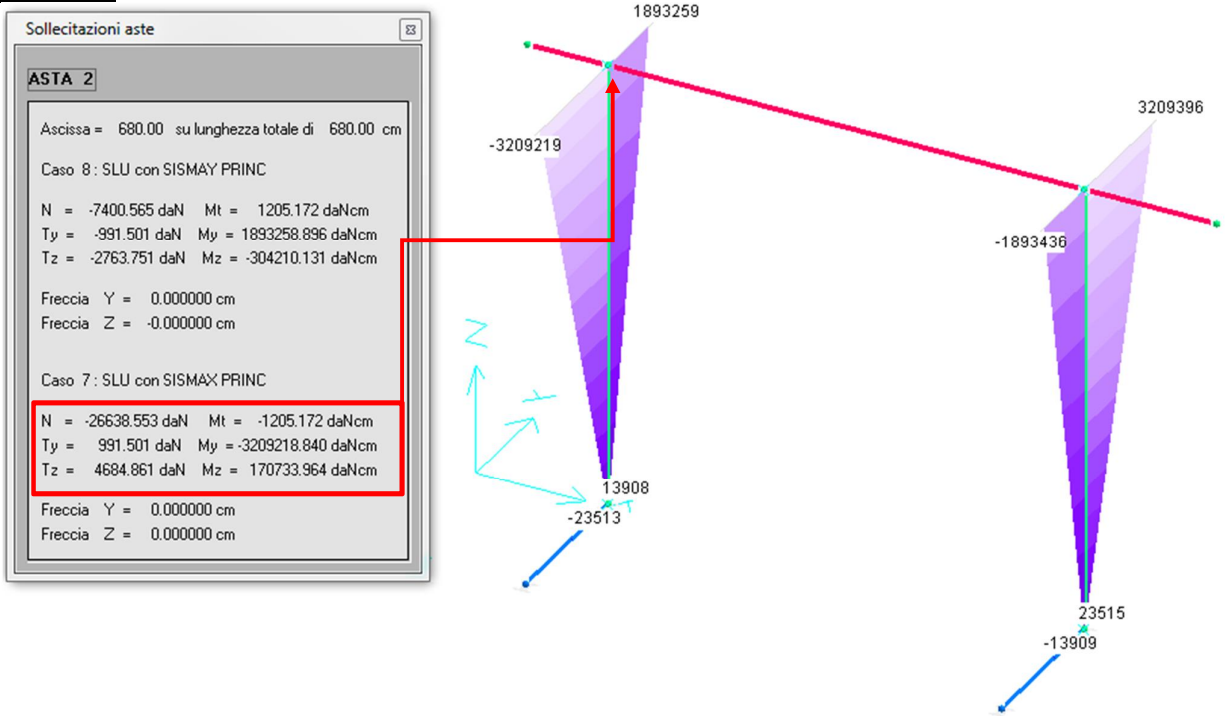 Sollecitazioni aste
ASTA 2
Ascissa = 680.00 su lunghezza totale di 680.00 cm
Caso 8 : SLU con SISMAY PRINC
N = -7400.565 daN Mt = 1205.172 daNcm
Ty = -991.501 daN My = 1893258.896 daNcm
Tz = -2763.751 daN Mz = -304210.131 daNcm
Freccia Y = 0.000000 cm
Freccia Z = -0.000000 cm
Caso 7 : SLU con SISMAX PRINC
N = -26638.553 daN Mt = -1205.172 daNcm
Ty = 991.501 daN My = -3209218.840 daNcm
Tz = 4684.861 daN Mz = 170733.964 daNcm
Freccia Y = 0.000000 cm
Freccia Z = 0.000000 cm
1893259
-3209219
3209396
-1893436
Z
Y
13908
-23513
23515
-13909